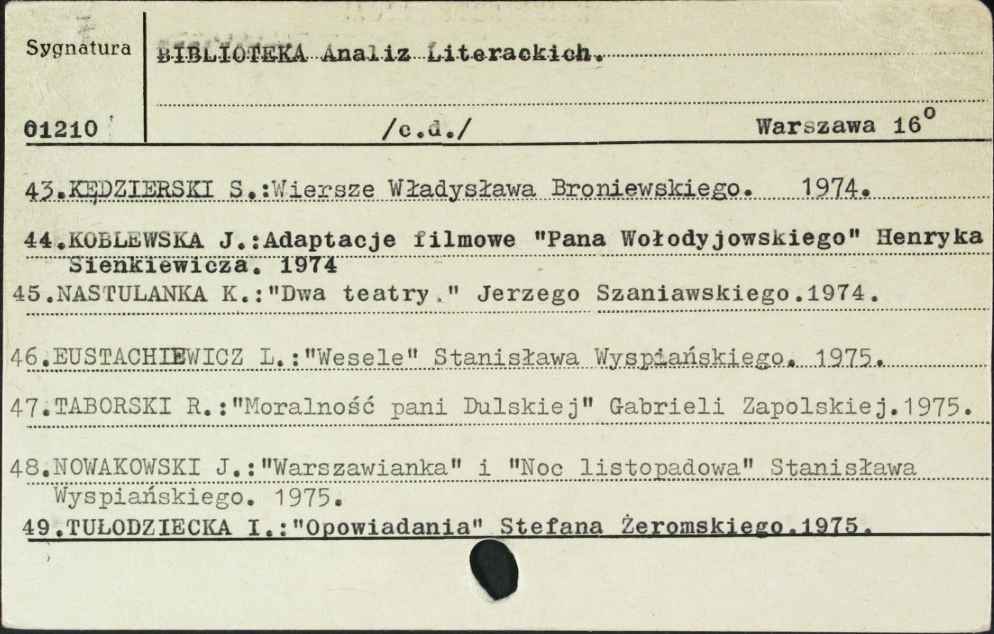 Sygnatura
BIBLIOTEKA Analiz Literackich.
01210 /c.d./ Warszawa 16°
43.KĘDZIERSKI S.:Wiersze Władysława Broniewskiego. 1974.
44.KOBLEWSKA J.:Adaptacje filmowe "Pana Wołodyjowskiego" Henryka
Sienkiewicza. 1974
45.NASTULANKA K.:"Dwa teatry." Jerzego Szaniawskiego.1974.
46.EUSTACHIEWICZ L.:"Wesele" Stanisława Wyspiańskiego. 1975.
47.TABORSKI R.:"Moralność pani Dulskiej" Gabrieli Zapolskiej.1975.
48.NOWAKOWSKI J.:"Warszawianka" i "Noc listopadowa" Stanisława
Wyspiańskiego. 1975.
49.TUŁODZIECKA I.:"Opowiadania" Stefana Żeromskiego.1975.